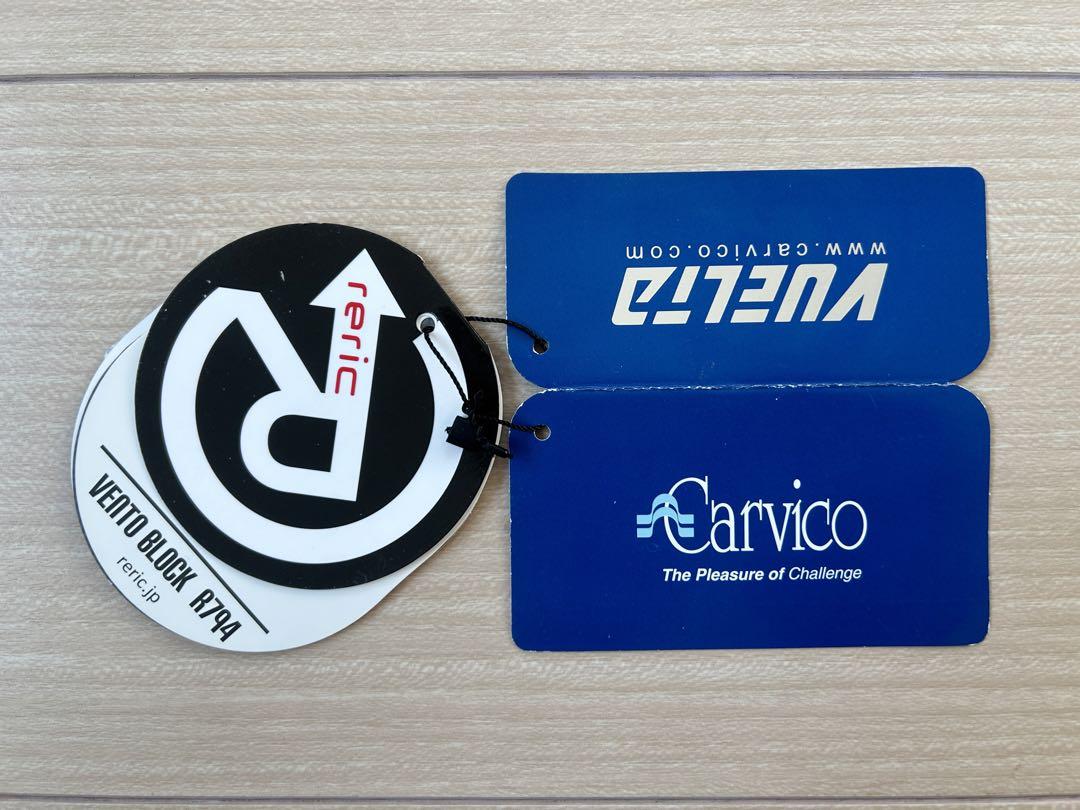 R
reric
VENTO BLOCK R794
reric.jp
VUELTA
www.carvico.com
Carvico
The Pleasure of Challenge